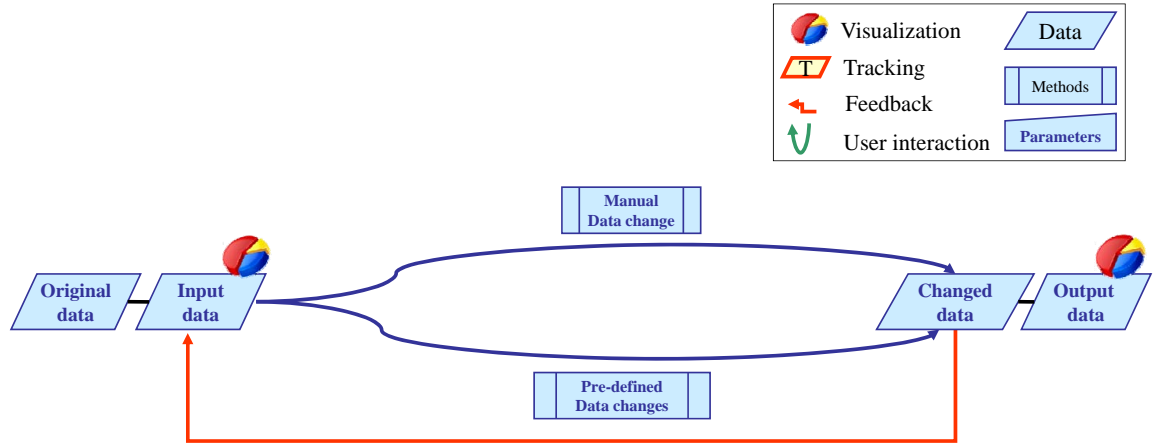 Visualization
Data
T
Tracking
Methods
Feedback
User interaction
Parameters
Manual
Data change
Original
data
Input
data
Changed
data
Output
data
Pre-defined
Data changes